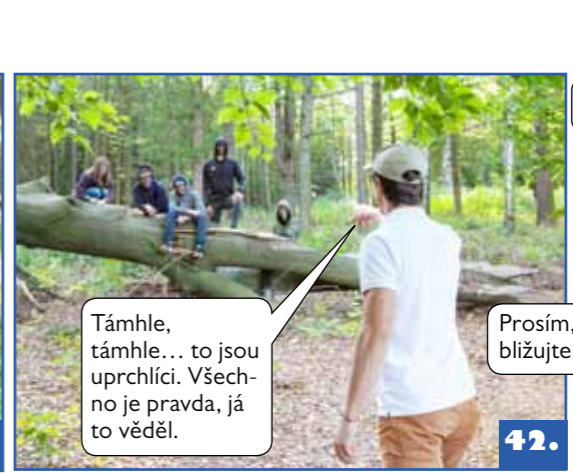 Támhle,
támhle… to jsou
uprchlíci. Všech-
no je pravda, já
to věděl.
Prosím,
bližujte
42.